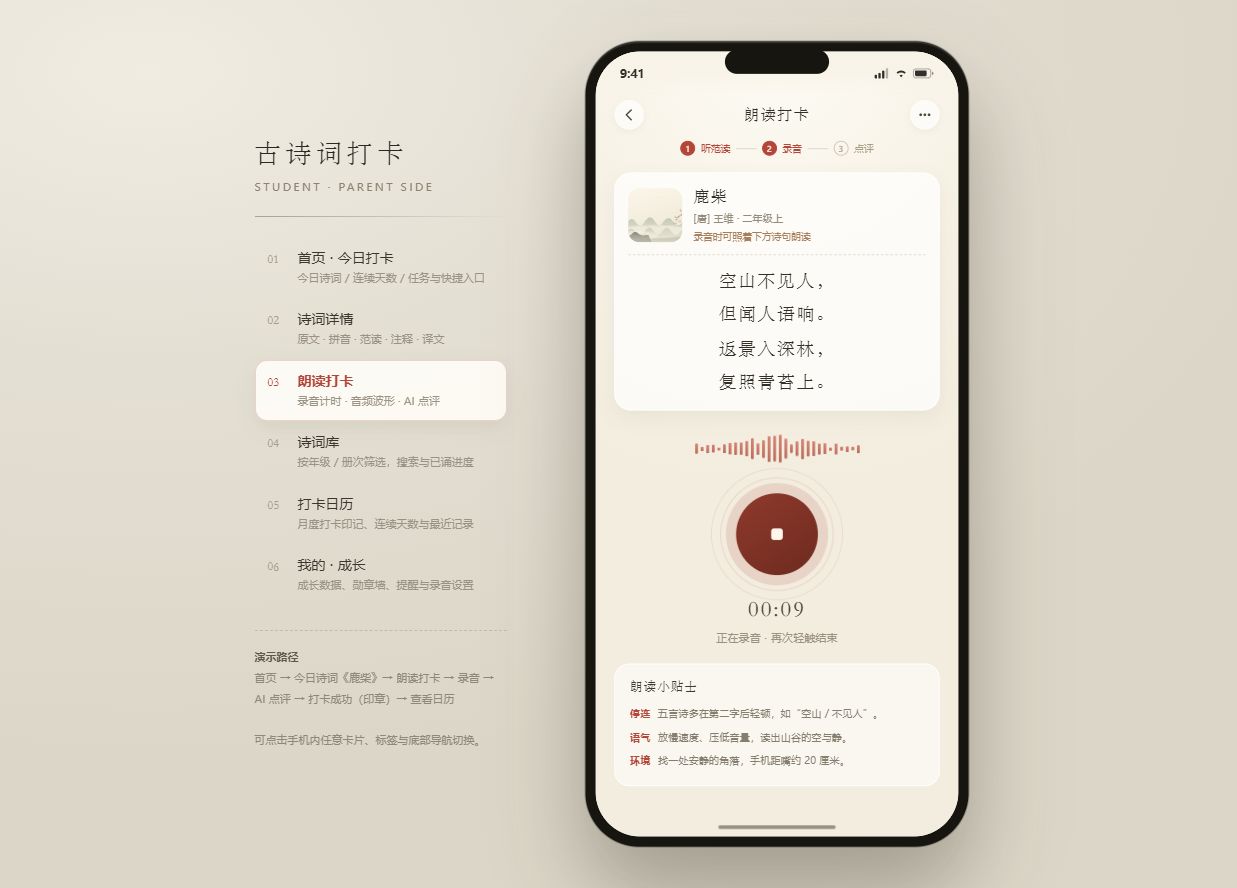 古诗词打卡
STUDENT · PARENT SIDE
01 首页 · 今日打卡
今日诗词 / 连续天数 / 任务与快捷入口
02 诗词详情
原文 · 拼音 · 范读 · 注释 · 译文
03 朗读打卡
录音计时 · 音频波形 · AI 点评
04 诗词库
按年级 / 册次筛选，搜索与已诵进度
05 打卡日历
月度打卡印记、连续天数与最近记录
06 我的 · 成长
成长数据、勋章墙、提醒与录音设置
演示路径
首页 → 今日诗词《鹿柴》→ 朗读打卡 → 录音 →
AI 点评 → 打卡成功（印章）→ 查看日历
可点击手机内任意卡片、标签与底部导航切换。
9:41
朗读打卡
1 听范读 2 录音 3 点评
鹿柴
[唐] 王维 · 二年级上
录音时可照着下方诗句朗读
空山不见人，
但闻人语响。
返景入深林，
复照青苔上。
00:09
正在录音 · 再次轻触结束
朗读小贴士
停连 五言诗多在第二字后轻顿，如“空山 / 不见人”。
语气 放慢速度、压低音量，读出山谷的空与静。
环境 找一处安静的角落，手机距嘴约 20 厘米。